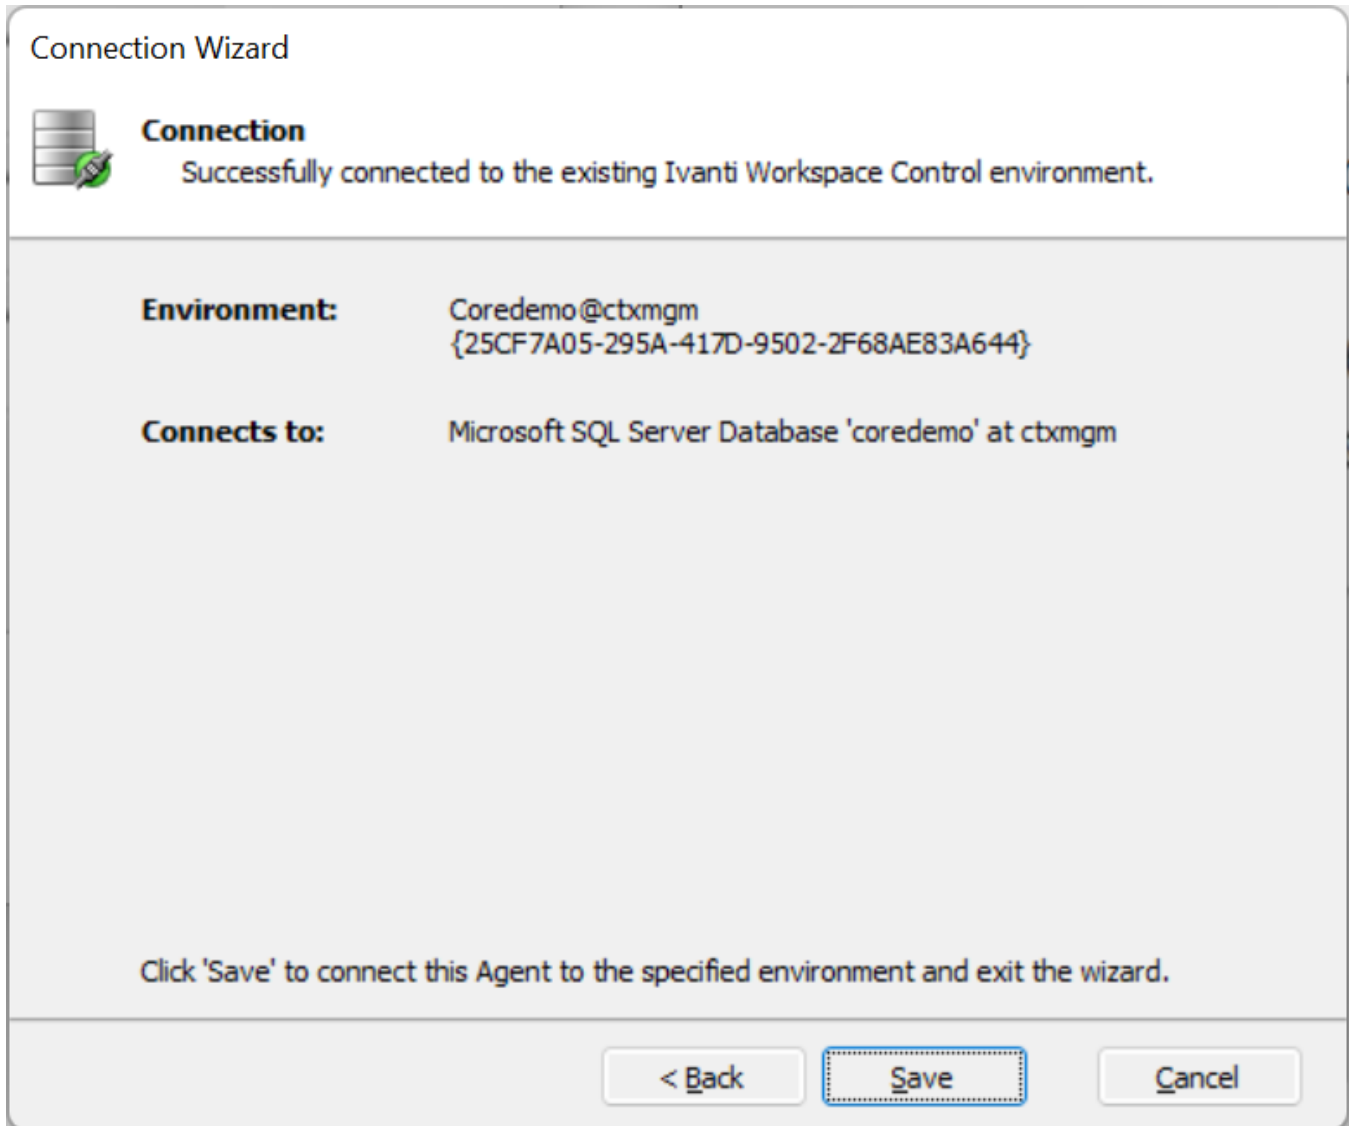 Connection Wizard
Connection
Successfully connected to the existing Ivanti Workspace Control environment.
Environment: Coredemo@ctxmgm
{25CF7A05-295A-417D-9502-2F68AE83A644}
Connects to: Microsoft SQL Server Database 'coredemo' at ctxmgm
Click 'Save' to connect this Agent to the specified environment and exit the wizard.
< Back Save Cancel